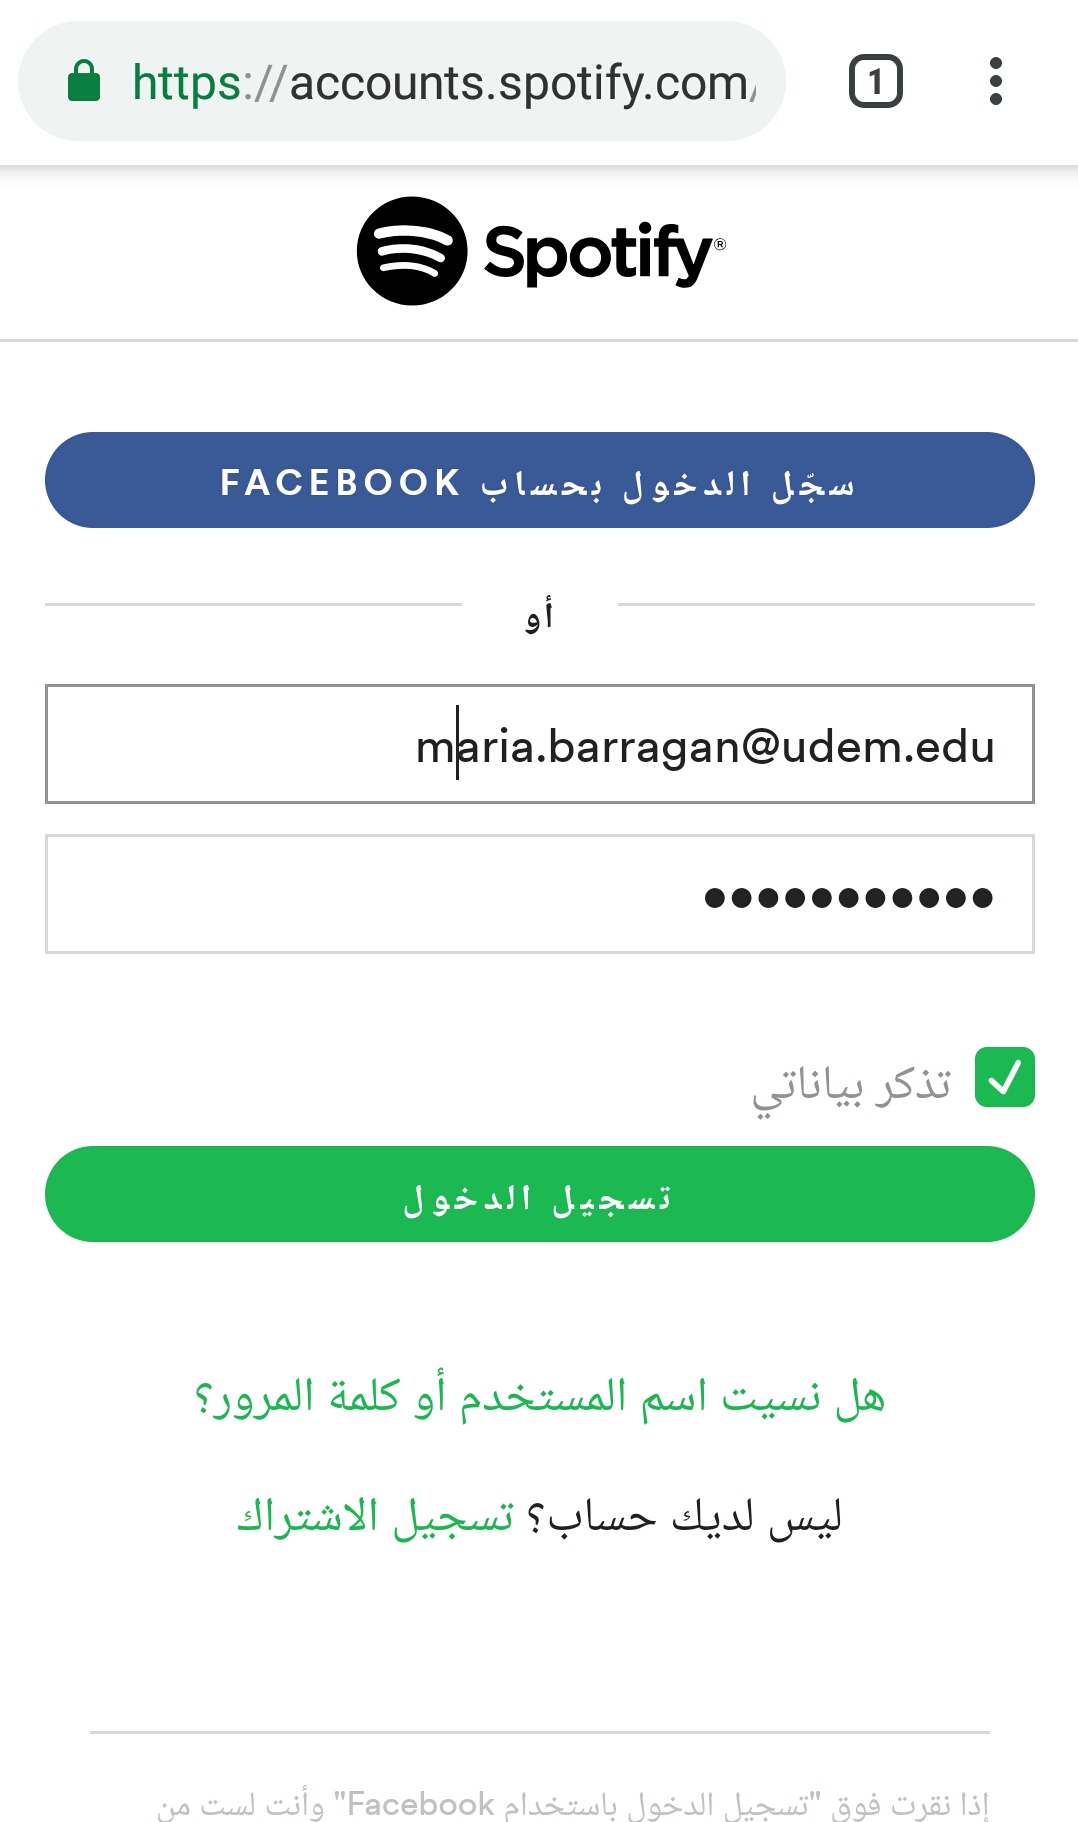 https://accounts.spotify.com/
1
Spotify®
سجّل الدخول بحساب FACEBOOK
أو
maria.barragan@udem.edu
•••••••••••
تذكر بياناتي
تسجيل الدخول
هل نسيت اسم المستخدم أو كلمة المرور؟
ليس لديك حساب؟ تسجيل الاشتراك
إذا نقرت فوق "تسجيل الدخول باستخدام Facebook" وأنت لست من